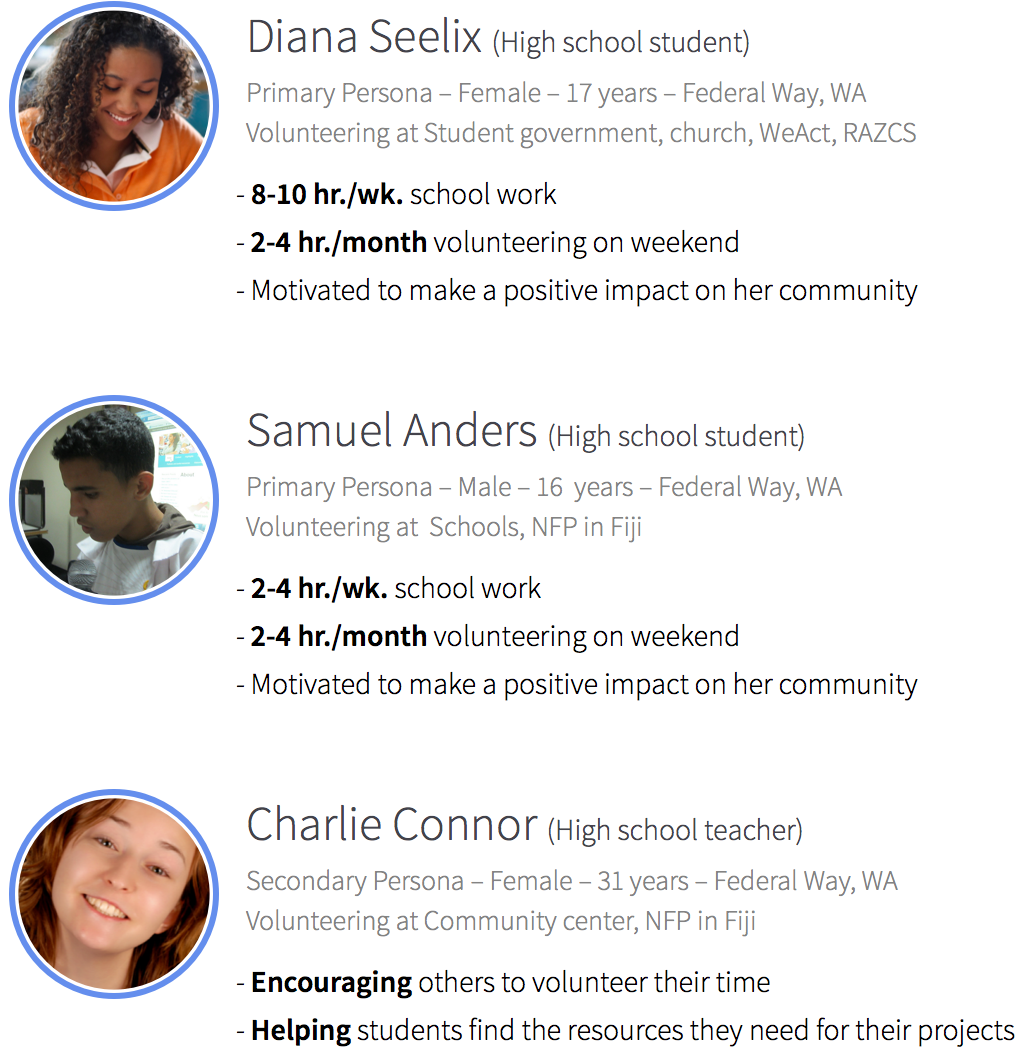 Diana Seelix (High school student)
Primary Persona – Female – 17 years – Federal Way, WA
Volunteering at Student government, church, WeAct, RAZCS
- 8-10 hr./wk. school work
- 2-4 hr./month volunteering on weekend
- Motivated to make a positive impact on her community
Samuel Anders (High school student)
Primary Persona – Male – 16  years – Federal Way, WA
Volunteering at  Schools, NFP in Fiji
- 2-4 hr./wk. school work
- 2-4 hr./month volunteering on weekend
- Motivated to make a positive impact on her community
Charlie Connor (High school teacher)
Secondary Persona – Female – 31 years – Federal Way, WA
Volunteering at Community center, NFP in Fiji
- Encouraging others to volunteer their time
- Helping students find the resources they need for their projects